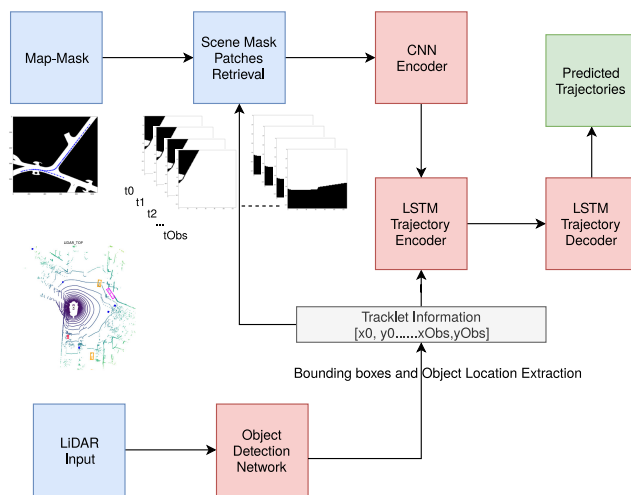 Map-Mask
Scene Mask
Patches
Retrieval
CNN
Encoder
Predicted
Trajectories
t0
t1
t2
...
tObs
LSTM
Trajectory
Encoder
LSTM
Trajectory
Decoder
LIDAR_TOP
Tracklet Information
[x0, y0......xObs,yObs]
Bounding boxes and Object Location Extraction
LiDAR
Input
Object
Detection
Network